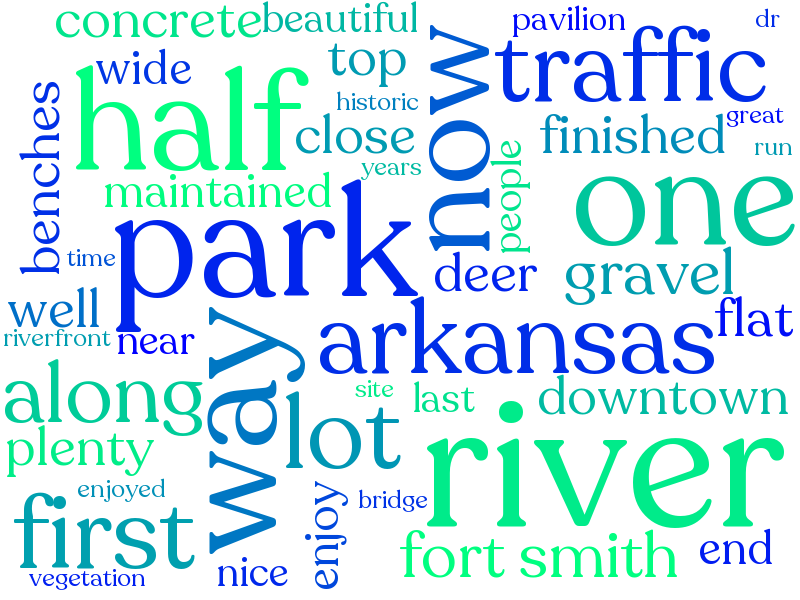 concrete
beautiful
pavilion
dr
wide
top
now
traffic
half
historic
great
benches
close
finished
run
years
people
maintained
one
park
time
deer
gravel
well
arkansas
flat
riverfront
near
way
along
site
last
downtown
lot
plenty
river
enjoyed
first
enjoy
bridge
fort smith
end
nice
vegetation